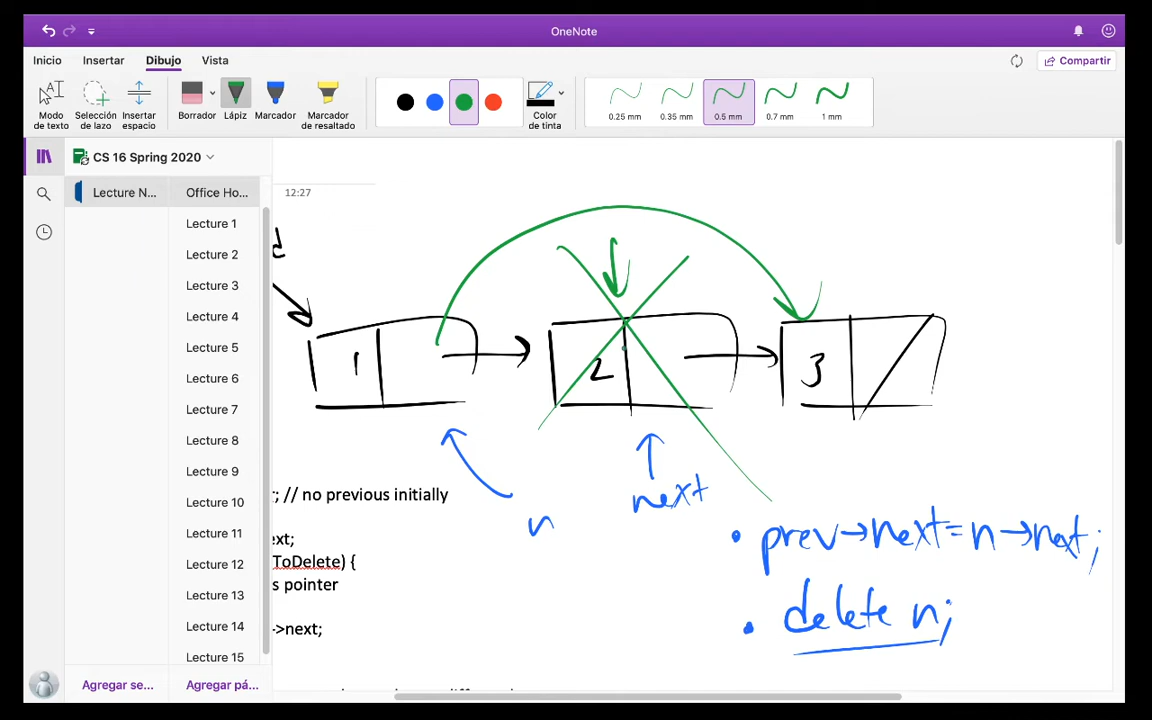 OneNote
Inicio Insertar Dibujo Vista
Compartir
Modo de texto
Selección de lazo
Insertar espacio
Borrador
Lápiz
Marcador
Marcador de resaltado
Color de tinta
0.25 mm
0.35 mm
0.5 mm
0.7 mm
1 mm
CS 16 Spring 2020
Lecture N...
Office Ho...
Lecture 1
Lecture 2
Lecture 3
Lecture 4
Lecture 5
Lecture 6
Lecture 7
Lecture 8
Lecture 9
Lecture 10
Lecture 11
Lecture 12
Lecture 13
Lecture 14
Lecture 15
Agregar se...
Agregar pá...
12:27
d
1
2
3
n
next
; // no previous initially
ext;
ToDelete) {
s pointer
->next;
• prev->next=n->next;
• delete n;